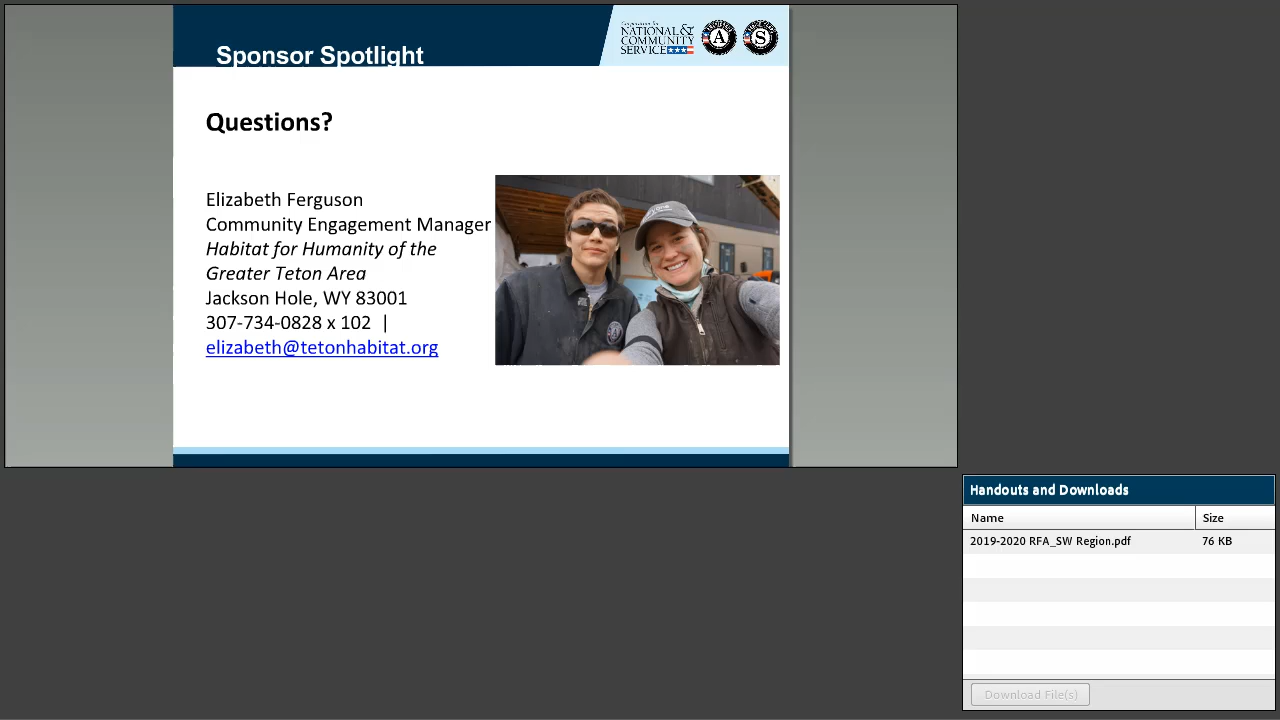 Sponsor Spotlight
Corporation for
NATIONAL &
COMMUNITY
SERVICE
A
S
Questions?
Elizabeth Ferguson
Community Engagement Manager
Habitat for Humanity of the
Greater Teton Area
Jackson Hole, WY 83001
307-734-0828 x 102 |
elizabeth@tetonhabitat.org
Handouts and Downloads
Name Size
2019-2020 RFA_SW Region.pdf 76 KB
Download File(s)